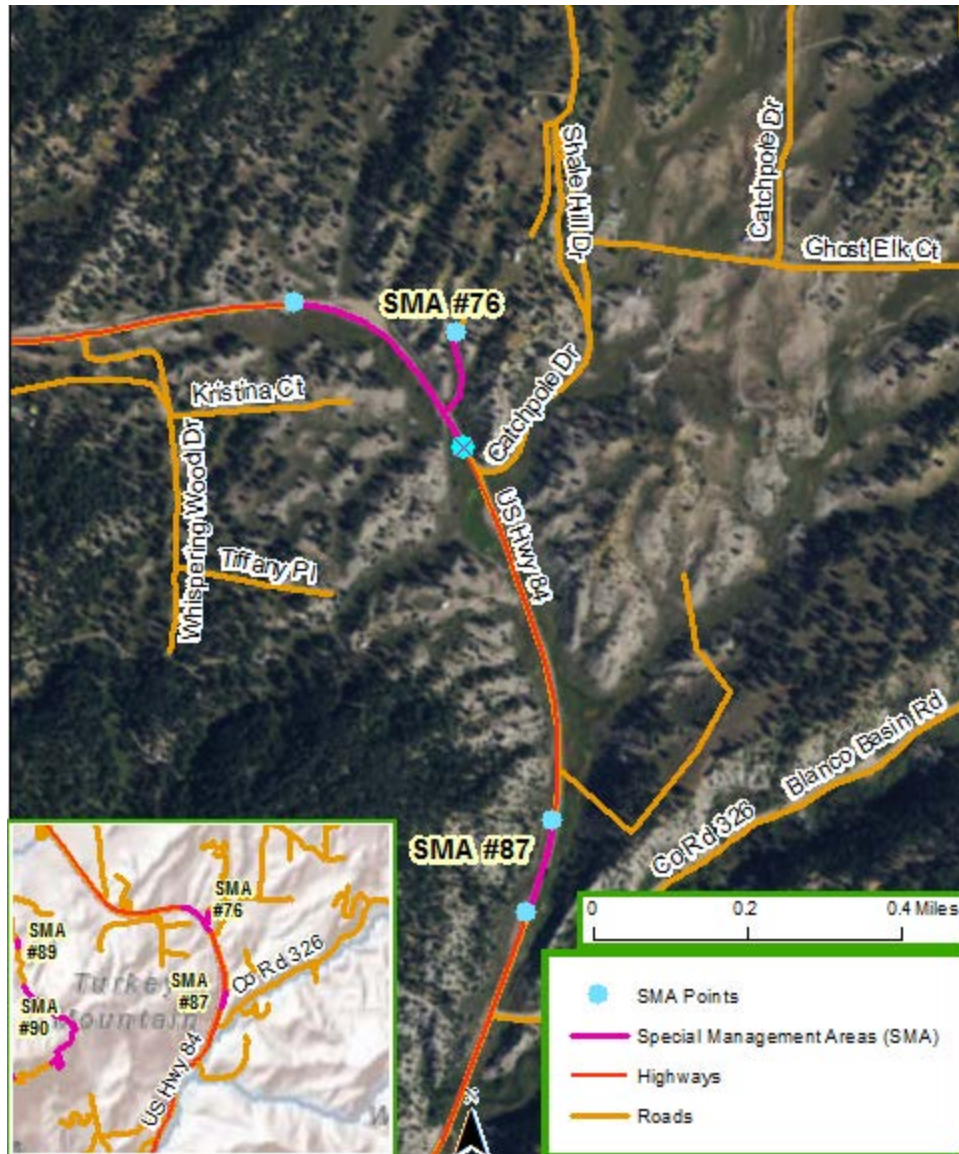 Shale Hill Dr
Catchpole Dr
Ghost Elk Ct
SMA #76
Kristina Ct
Catchpole Dr
Whispering Wood Dr
US Hwy 84
Tiffany Pl
Blanco Basin Rd
Co Rd 326
SMA #87
SMA
#76
SMA
#89
Co Rd 326
SMA
#87
Turkey
Mountain
SMA
#90
US Hwy 84
W
0
0.2
0.4 Miles
SMA Points
Special Management Areas (SMA)
Highways
Roads